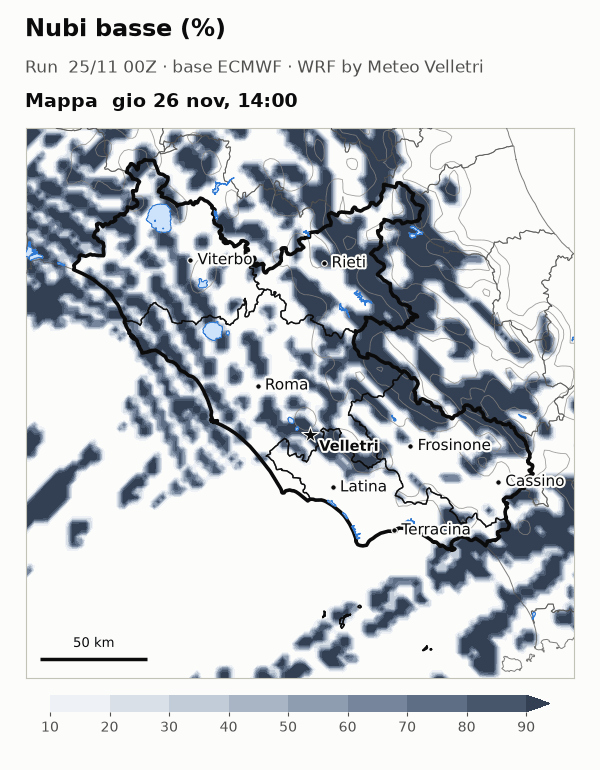 Nubi basse (%)
Run 25/11 00Z · base ECMWF · WRF by Meteo Velletri
Mappa gio 26 nov, 14:00
Viterbo
Rieti
Roma
Velletri
Frosinone
Latina
Cassino
Terracina
50 km
10 20 30 40 50 60 70 80 90